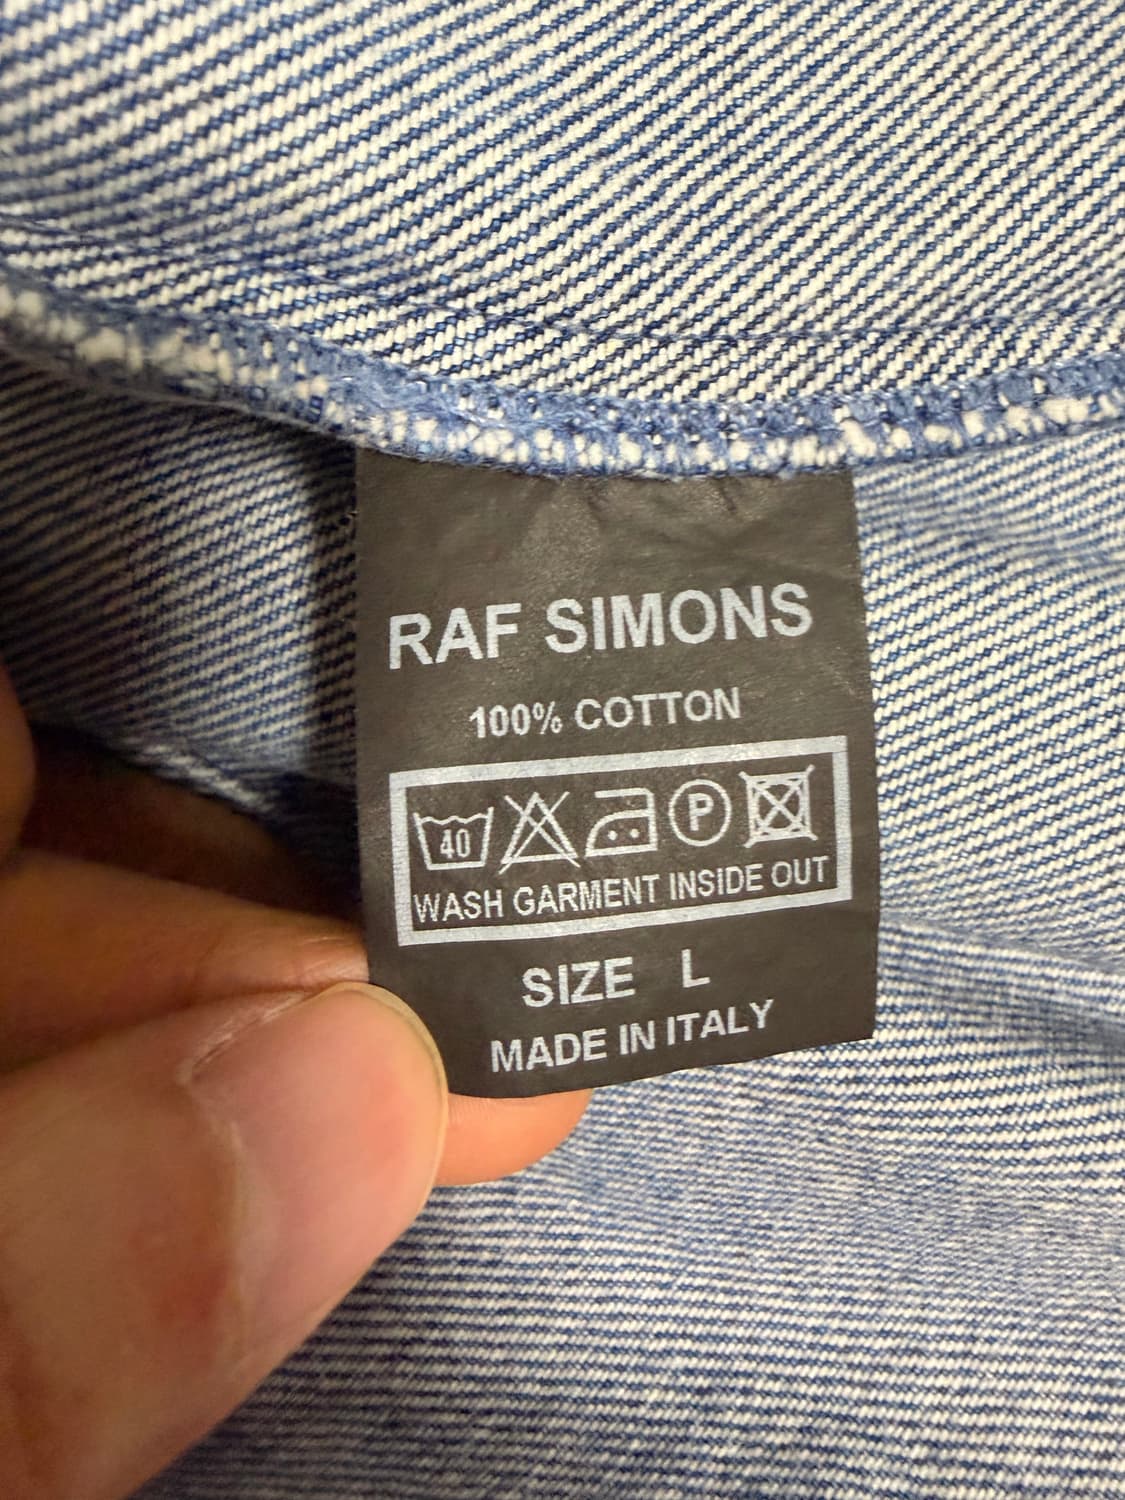 RAF SIMONS
100% COTTON
40 P
WASH GARMENT INSIDE OUT
SIZE L
MADE IN ITALY